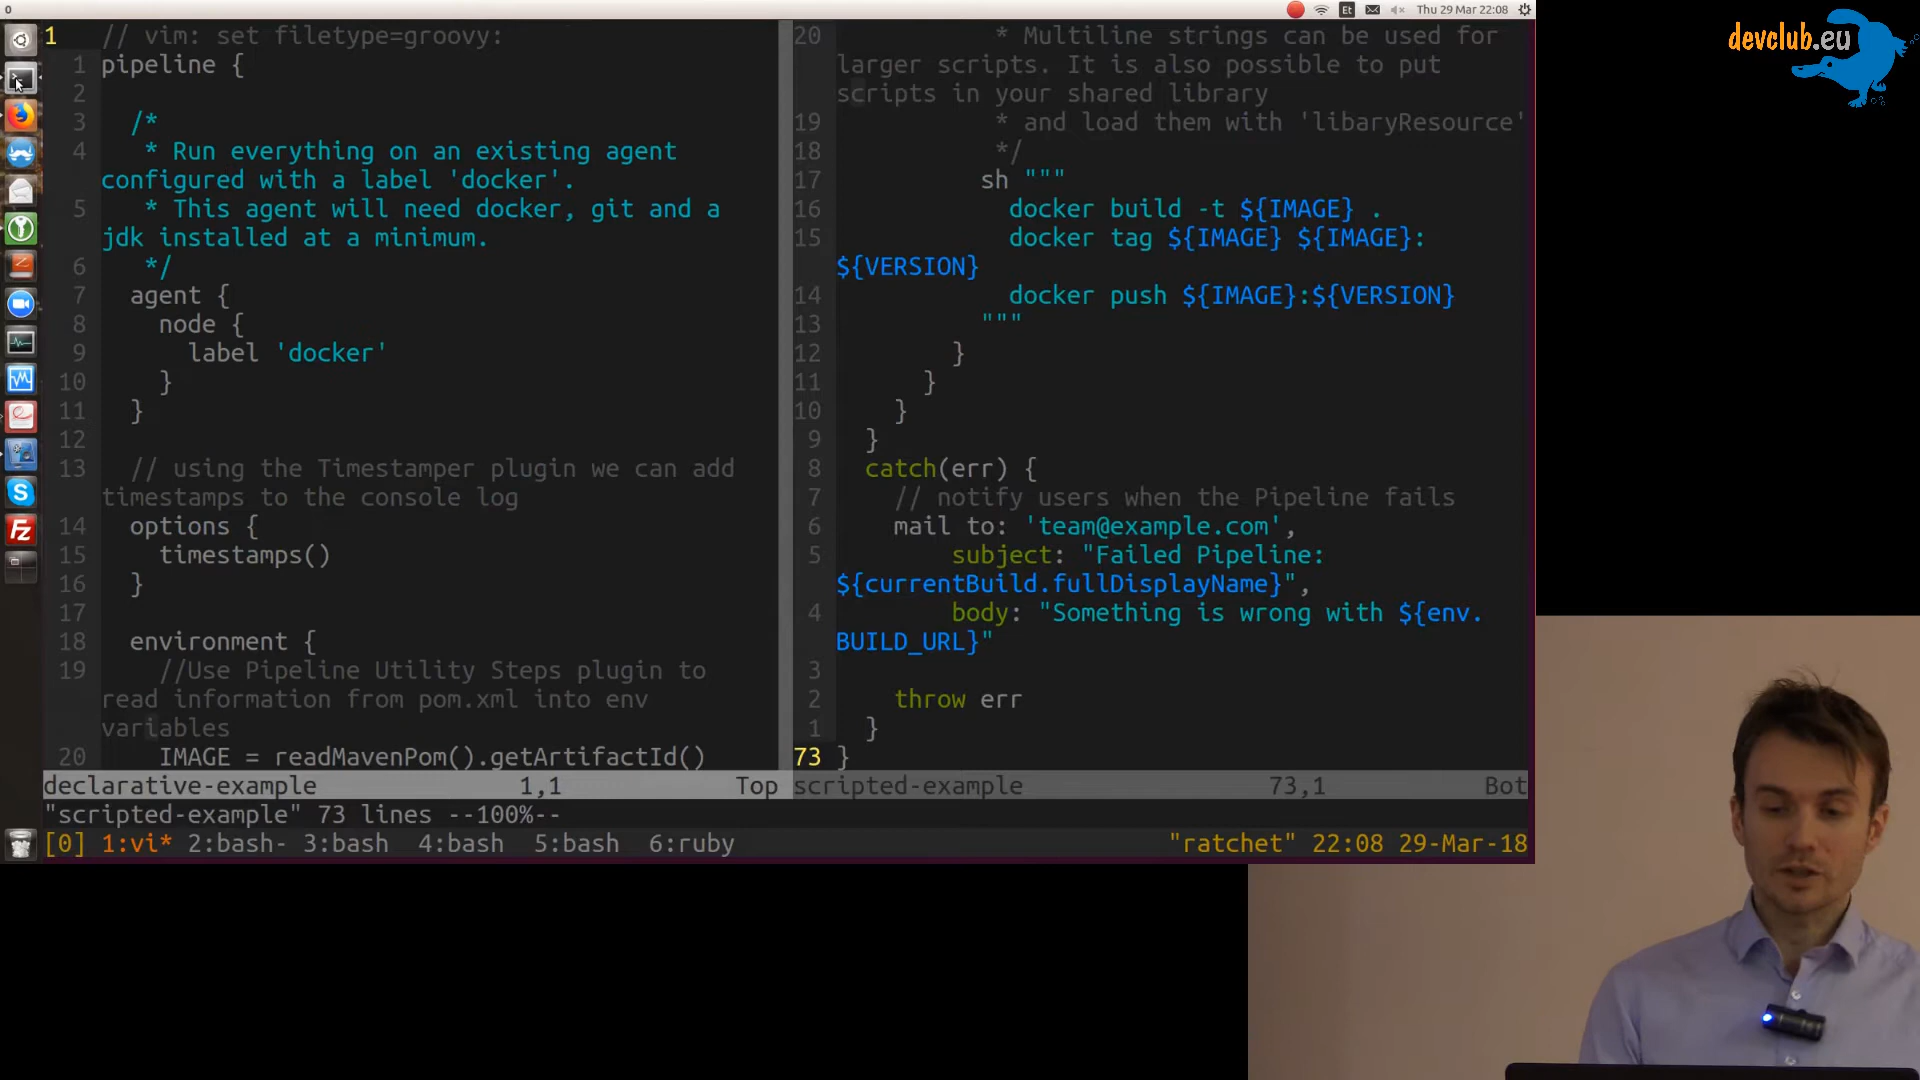 0
Et
Thu 29 Mar 22:08
devclub.eu
1 // vim: set filetype=groovy:
1 pipeline {
2
3 /*
4 * Run everything on an existing agent
configured with a label 'docker'.
5 * This agent will need docker, git and a
jdk installed at a minimum.
6 */
7 agent {
8 node {
9 label 'docker'
10 }
11 }
12
13 // using the Timestamper plugin we can add
timestamps to the console log
14 options {
15 timestamps()
16 }
17
18 environment {
19 //Use Pipeline Utility Steps plugin to
read information from pom.xml into env
variables
20 IMAGE = readMavenPom().getArtifactId()
declarative-example 1,1 Top
20 * Multiline strings can be used for
larger scripts. It is also possible to put
scripts in your shared library
19 * and load them with 'libaryResource'
18 */
17 sh """
16 docker build -t ${IMAGE} .
15 docker tag ${IMAGE} ${IMAGE}:
${VERSION}
14 docker push ${IMAGE}:${VERSION}
13 """
12 }
11 }
10 }
9 }
8 catch(err) {
7 // notify users when the Pipeline fails
6 mail to: 'team@example.com',
5 subject: "Failed Pipeline:
${currentBuild.fullDisplayName}",
4 body: "Something is wrong with ${env.
BUILD_URL}"
3
2 throw err
1 }
73 }
scripted-example 73,1 Bot
"scripted-example" 73 lines --100%--
[0] 1:vi* 2:bash- 3:bash 4:bash 5:bash 6:ruby "ratchet" 22:08 29-Mar-18